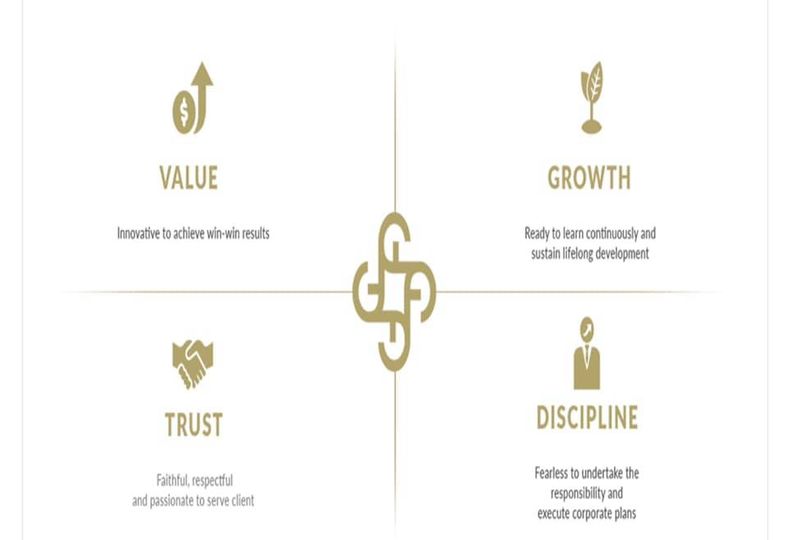 VALUE
Innovative to achieve win-win results
GROWTH
Ready to learn continuously and
sustain lifelong development
TRUST
Faithful, respectful
and passionate to serve client
DISCIPLINE
Fearless to undertake the
responsibility and
execute corporate plans